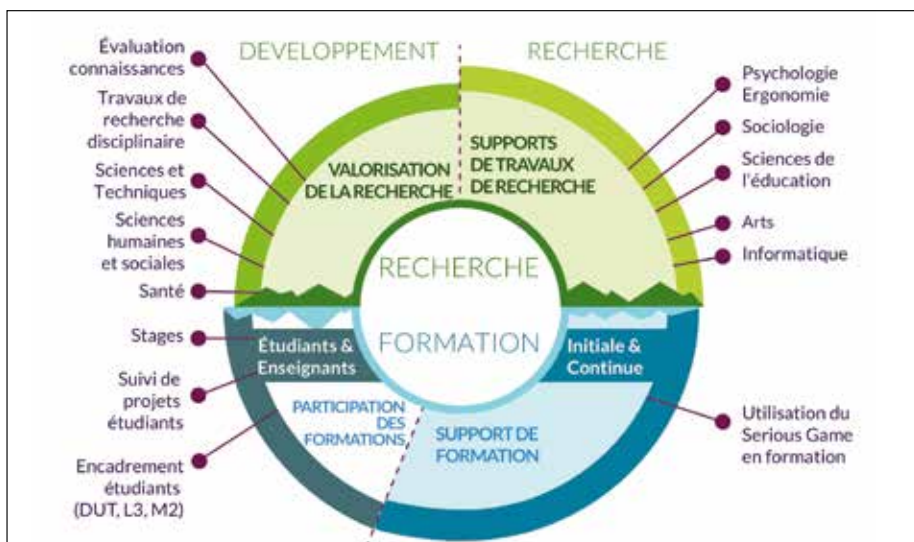 DEVELOPPEMENT
RECHERCHE
Évaluation
connaissances
Travaux de
recherche
disciplinaire
Sciences et
Techniques
Sciences
humaines
et sociales
Santé
Stages
Suivi de
projets
étudiants
Encadrement
étudiants
(DUT, L3, M2)
VALORISATION
DE LA RECHERCHE
SUPPORTS
DE TRAVAUX
DE RECHERCHE
RECHERCHE
FORMATION
Étudiants &
Enseignants
Initiale &
Continue
PARTICIPATION
DES
FORMATIONS
SUPPORT DE
FORMATION
Psychologie
Ergonomie
Sociologie
Sciences de
l'éducation
Arts
Informatique
Utilisation du
Serious Game
en formation